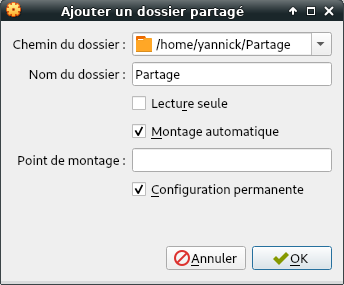 Ajouter un dossier partagé
Chemin du dossier : /home/yannick/Partage
Nom du dossier : Partage
Lecture seule
Montage automatique
Point de montage :
Configuration permanente
Annuler OK